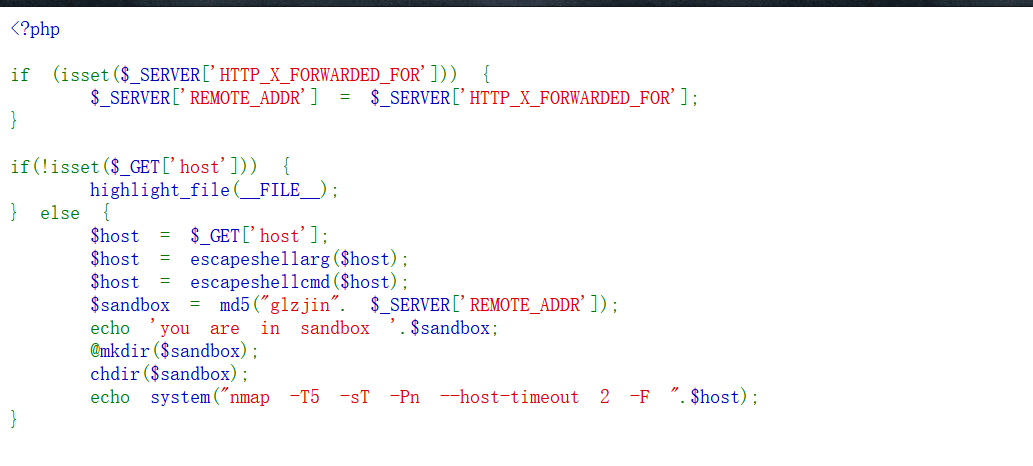 <?php
if (isset($_SERVER['HTTP_X_FORWARDED_FOR'])) {
$_SERVER['REMOTE_ADDR'] = $_SERVER['HTTP_X_FORWARDED_FOR'];
}
if(!isset($_GET['host'])) {
highlight_file(__FILE__);
} else {
$host = $_GET['host'];
$host = escapeshellarg($host);
$host = escapeshellcmd($host);
$sandbox = md5("glzjin". $_SERVER['REMOTE_ADDR']);
echo 'you are in sandbox '.$sandbox;
@mkdir($sandbox);
chdir($sandbox);
echo system("nmap -T5 -sT -Pn --host-timeout 2 -F ".$host);
}